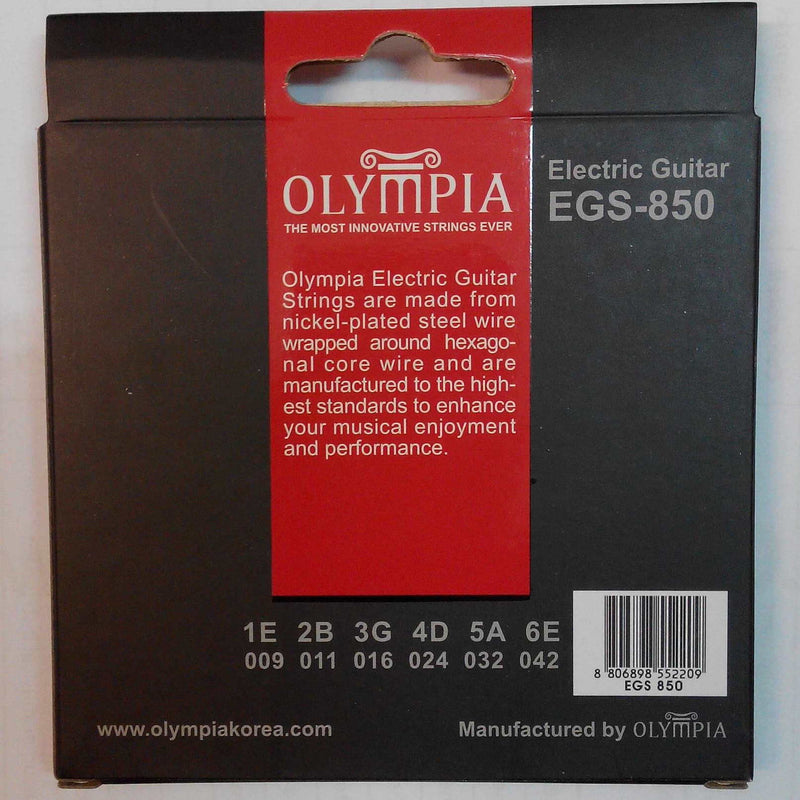 OLYMPIA
THE MOST INNOVATIVE STRINGS EVER
Electric Guitar
EGS-850
Olympia Electric Guitar
Strings are made from
nickel-plated steel wire
wrapped around hexago-
nal core wire and are
manufactured to the high-
est standards to enhance
your musical enjoyment
and performance.
1E 2B 3G 4D 5A 6E
009 011 016 024 032 042
8 806898 552209
EGS 850
www.olympiakorea.com
Manufactured by OLYMPIA